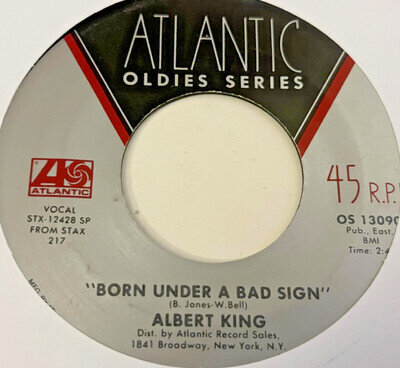 ATLANTIC
OLDIES SERIES
ATLANTIC
VOCAL
STX-12428 SP
FROM STAX
217
45 R.P.
OS 13090
Pub., East,
BMI
Time: 2:4
"BORN UNDER A BAD SIGN"
(B. Jones-W. Bell)
ALBERT KING
Dist. by Atlantic Record Sales,
1841 Broadway, New York, N.Y.